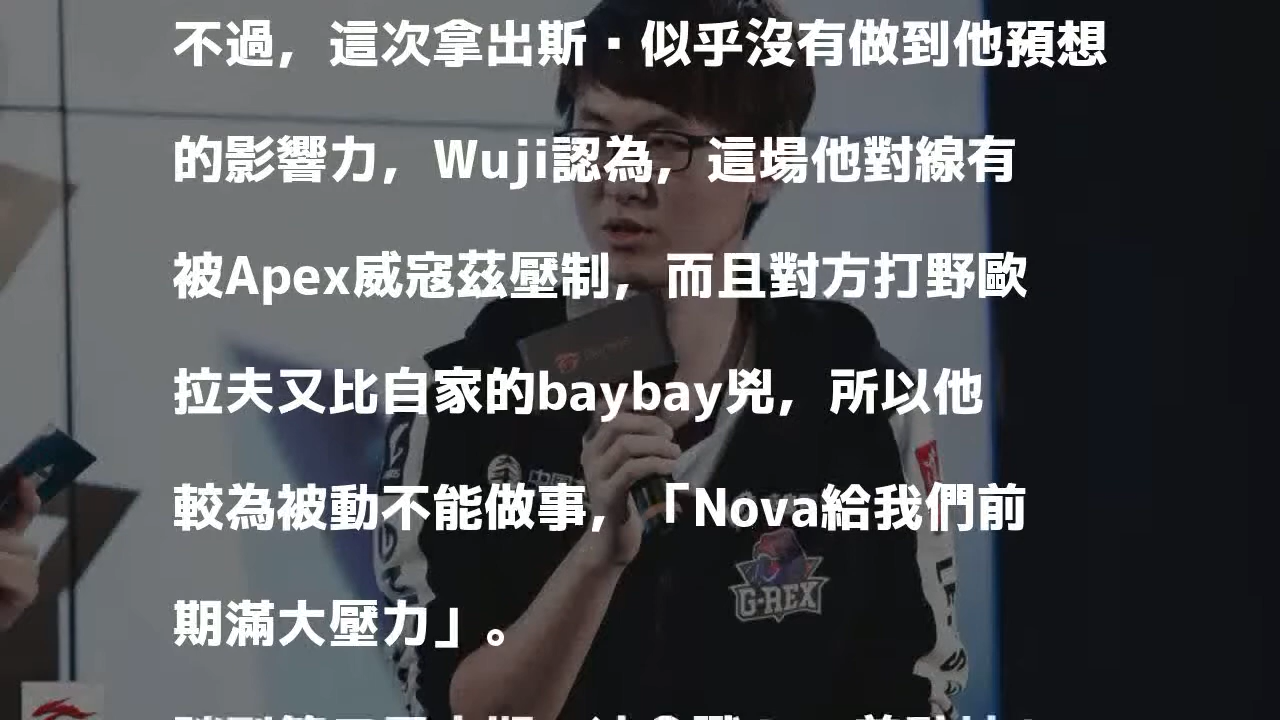 不過，這次拿出斯·似乎沒有做到他預想
的影響力，Wuji認為，這場他對線有
被Apex威寇茲壓制，而且對方打野歐
拉夫又比自家的baybay兇，所以他
較為被動不能做事，「Nova給我們前
期滿大壓力」。
中国
G-REX